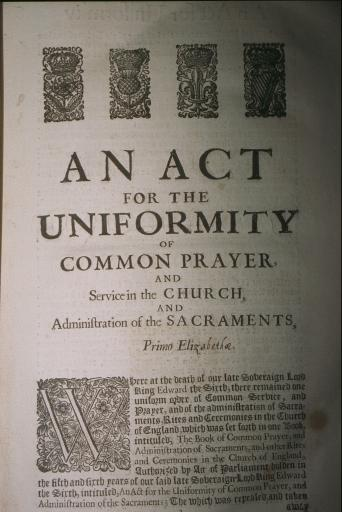 AN ACT
FOR THE
UNIFORMITY
OF
COMMON PRAYER,
AND
Service in the CHURCH,
AND
Adminiſtration of the SACRAMENTS,
Primo Elizabethæ.
Where at the death of our late Soveraign Lord
King Edward the Sixth, there remained one
uniform order of Common Service, and
Prayer, and of the adminiſtration of Sacra-
ments, Rites and Ceremonies in the Church
of England, which was ſet forth in one Book,
intituled, The Book of Common Prayer, and
Adminiſtration of Sacraments, and other Rites
and Ceremonies in the Church of England,
Authorized by Act of Parliament holden in
the fifth and ſixth years of our ſaid late Soveraign Lord King Edward
the Sixth, intituled, An Act for the Uniformity of Common Prayer, and
Adminiſtration of the Sacraments; The which was repealed, and taken
away